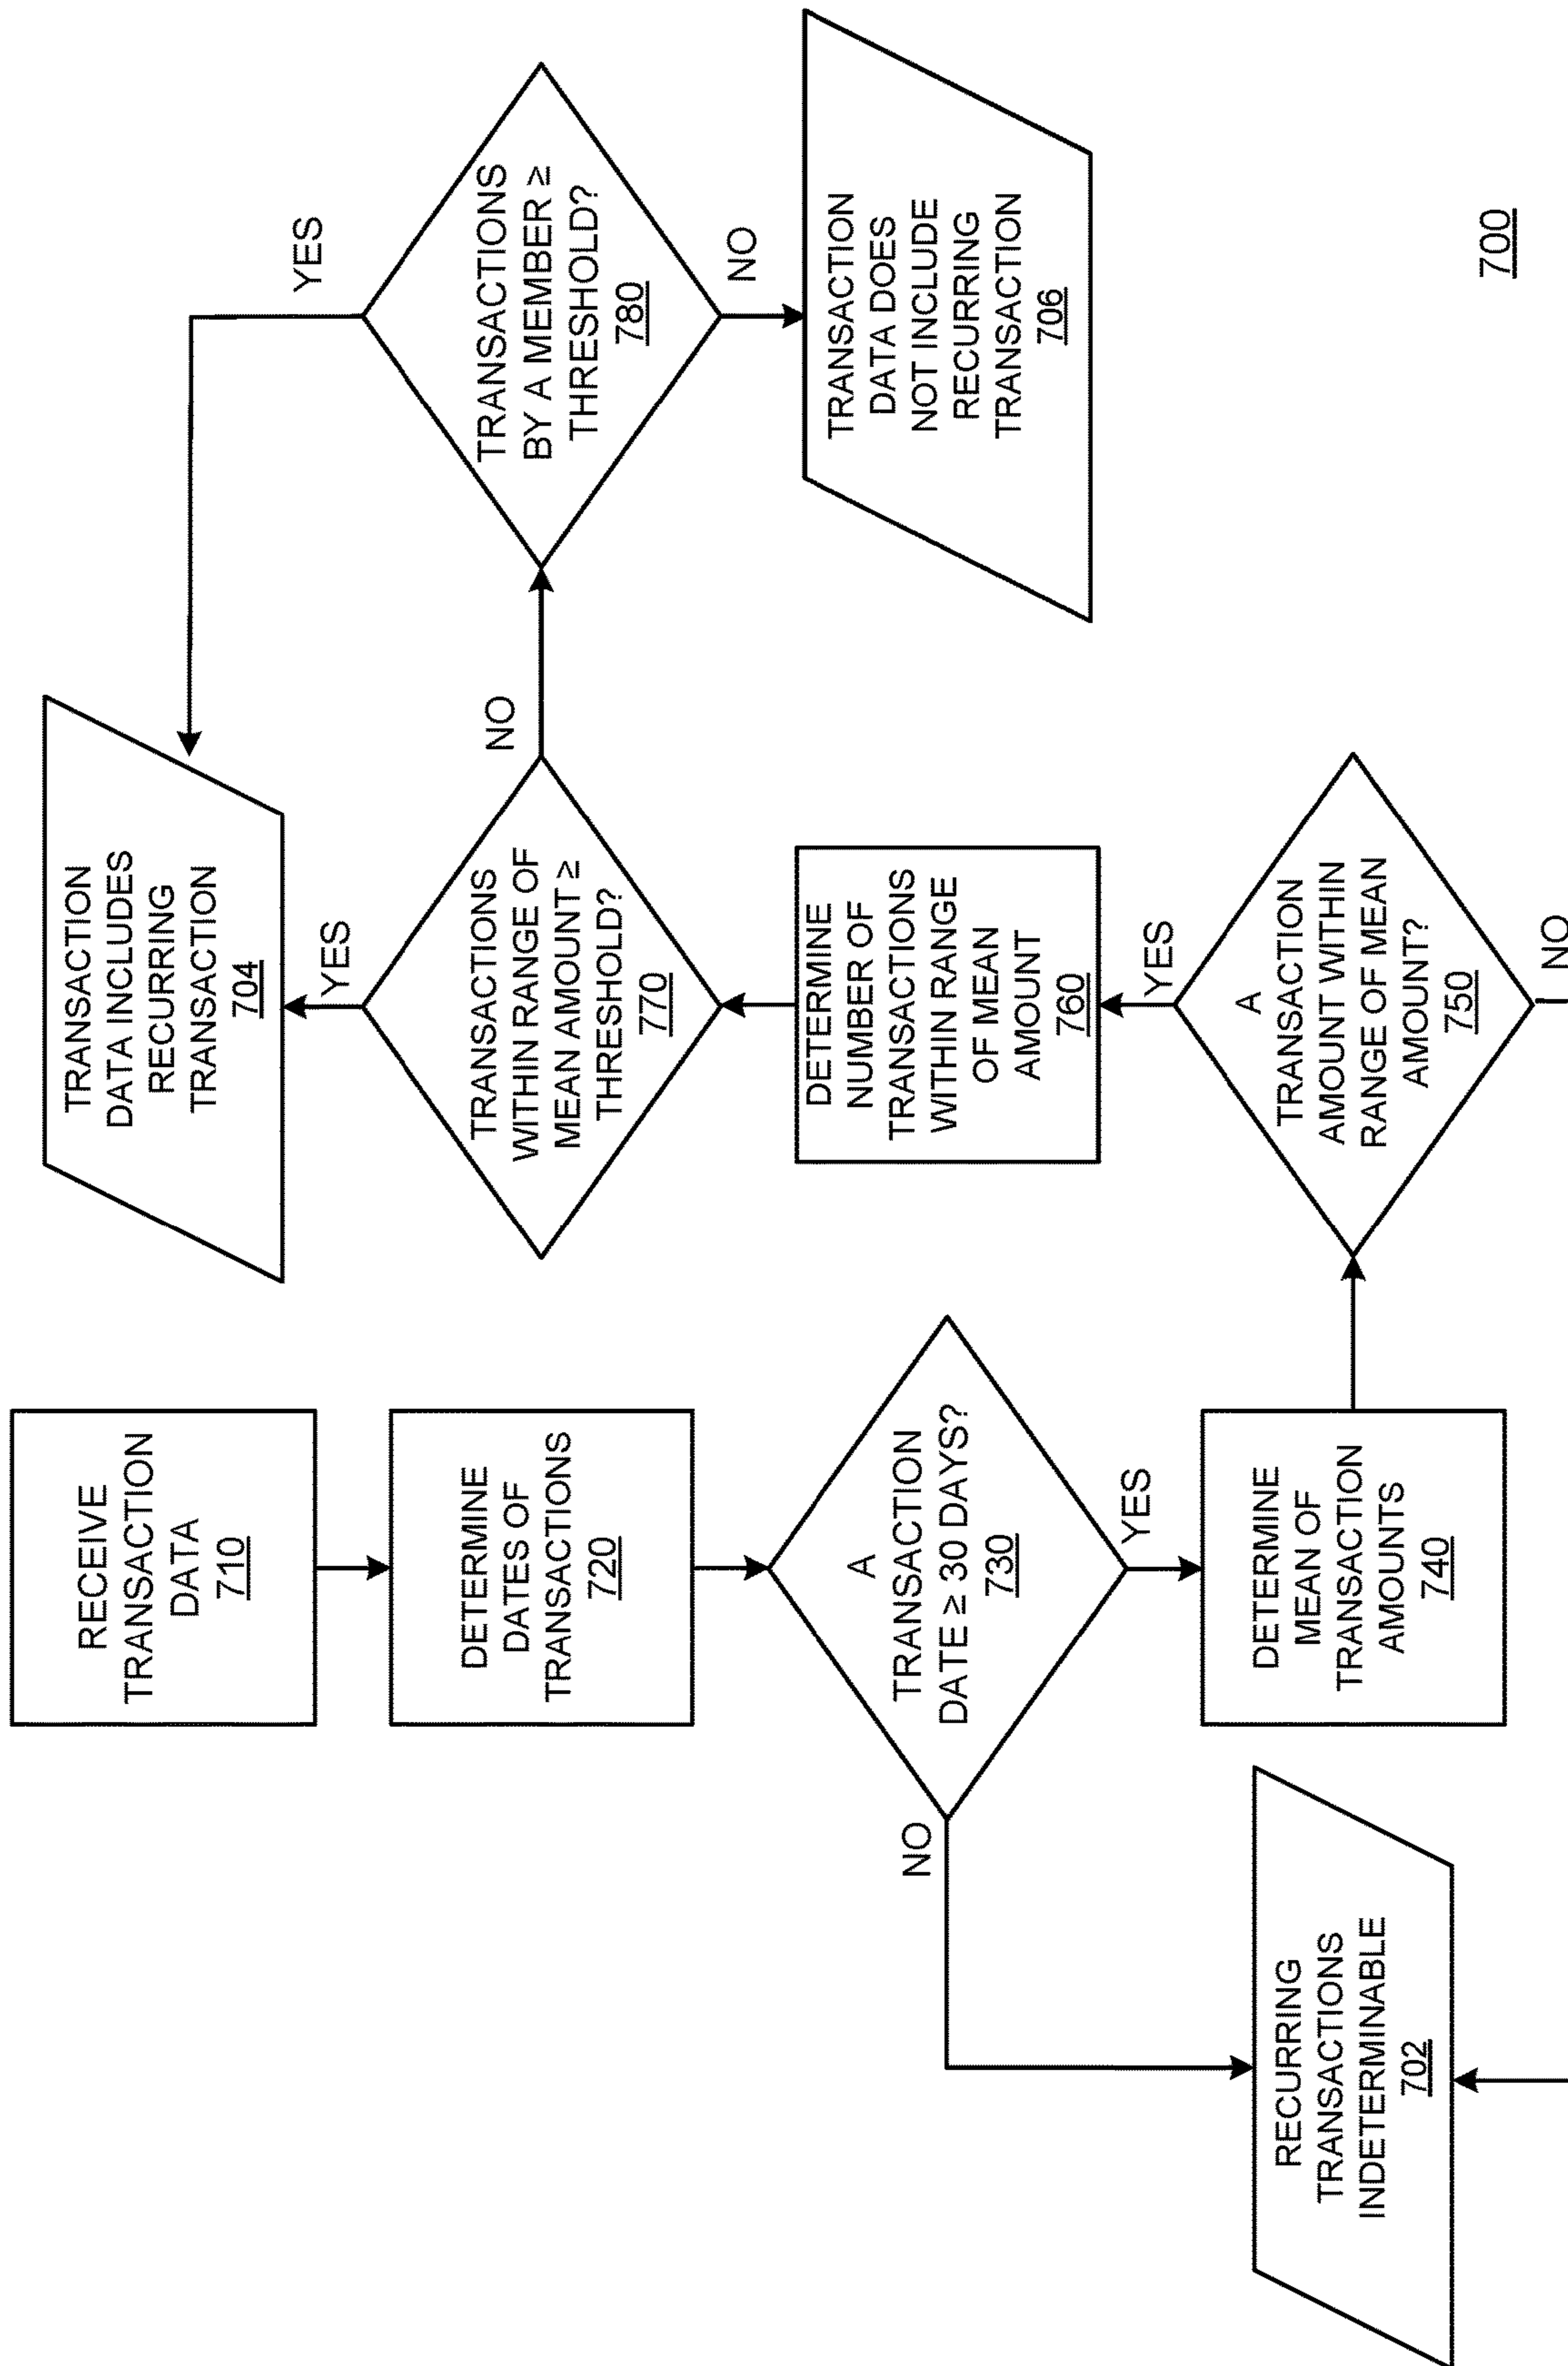 RECEIVE
TRANSACTION
DATA
710
DETERMINE
DATES OF
TRANSACTIONS
720
A
TRANSACTION
DATE ≥ 30 DAYS?
730
NO
YES
RECURRING
TRANSACTIONS
INDETERMINABLE
702
DETERMINE
MEAN OF
TRANSACTION
AMOUNTS
740
A
TRANSACTION
AMOUNT WITHIN
RANGE OF MEAN
AMOUNT?
750
NO
YES
DETERMINE
NUMBER OF
TRANSACTIONS
WITHIN RANGE
OF MEAN
AMOUNT
760
TRANSACTIONS
WITHIN RANGE OF
MEAN AMOUNT ≥
THRESHOLD?
770
YES
NO
TRANSACTION
DATA INCLUDES
RECURRING
TRANSACTION
704
TRANSACTIONS
BY A MEMBER ≥
THRESHOLD?
780
YES
NO
TRANSACTION
DATA DOES
NOT INCLUDE
RECURRING
TRANSACTION
706
700